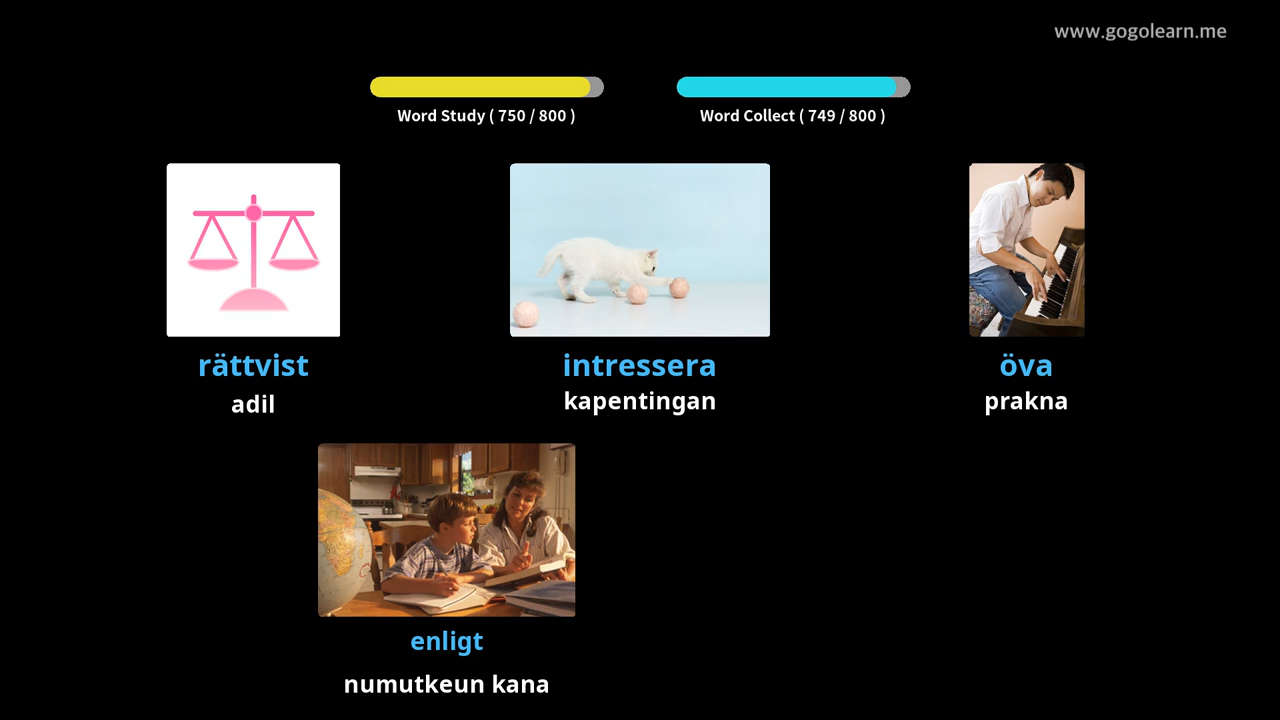 www.gogolearn.me
Word Study ( 750 / 800 )
Word Collect ( 749 / 800 )
rättvist
adil
intressera
kapentingan
öva
prakna
enligt
numutkeun kana